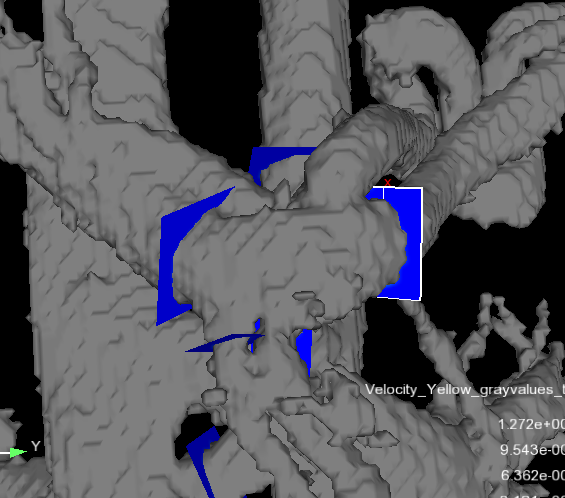 X
Velocity_Yellow_grayvalues_t
1.272e+00
Y
9.543e-00
6.362e-00